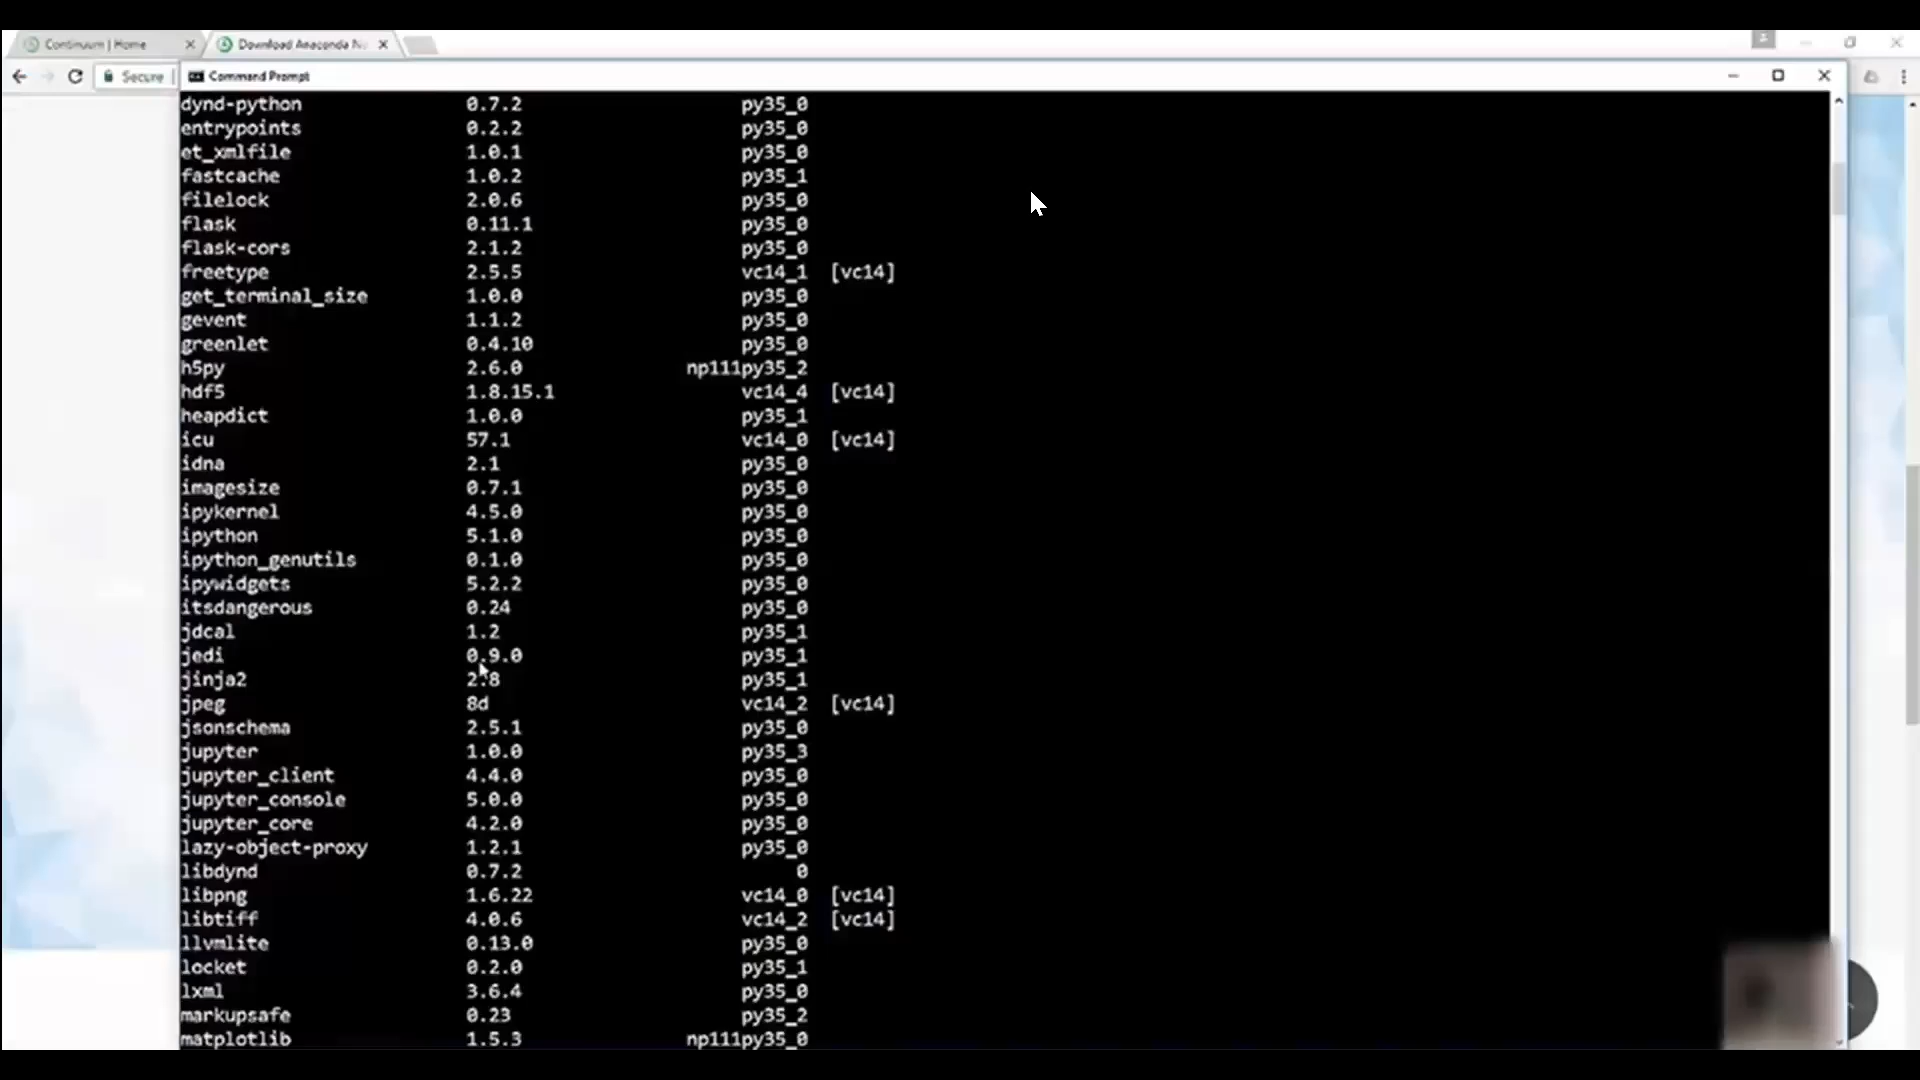 Continuum | Home
Download Anaconda N
Secure
Command Prompt
dynd-python 0.7.2 py35_0
entrypoints 0.2.2 py35_0
et_xmlfile 1.0.1 py35_0
fastcache 1.0.2 py35_1
filelock 2.0.6 py35_0
flask 0.11.1 py35_0
flask-cors 2.1.2 py35_0
freetype 2.5.5 vc14_1 [vc14]
get_terminal_size 1.0.0 py35_0
gevent 1.1.2 py35_0
greenlet 0.4.10 py35_0
h5py 2.6.0 np111py35_2
hdf5 1.8.15.1 vc14_4 [vc14]
heapdict 1.0.0 py35_1
icu 57.1 vc14_0 [vc14]
idna 2.1 py35_0
imagesize 0.7.1 py35_0
ipykernel 4.5.0 py35_0
ipython 5.1.0 py35_0
ipython_genutils 0.1.0 py35_0
ipywidgets 5.2.2 py35_0
itsdangerous 0.24 py35_0
jdcal 1.2 py35_1
jedi 0.9.0 py35_1
jinja2 2.8 py35_1
jpeg 8d vc14_2 [vc14]
jsonschema 2.5.1 py35_0
jupyter 1.0.0 py35_3
jupyter_client 4.4.0 py35_0
jupyter_console 5.0.0 py35_0
jupyter_core 4.2.0 py35_0
lazy-object-proxy 1.2.1 py35_0
libdynd 0.7.2 0
libpng 1.6.22 vc14_0 [vc14]
libtiff 4.0.6 vc14_2 [vc14]
llvmlite 0.13.0 py35_0
locket 0.2.0 py35_1
lxml 3.6.4 py35_0
markupsafe 0.23 py35_2
matplotlib 1.5.3 np111py35_0